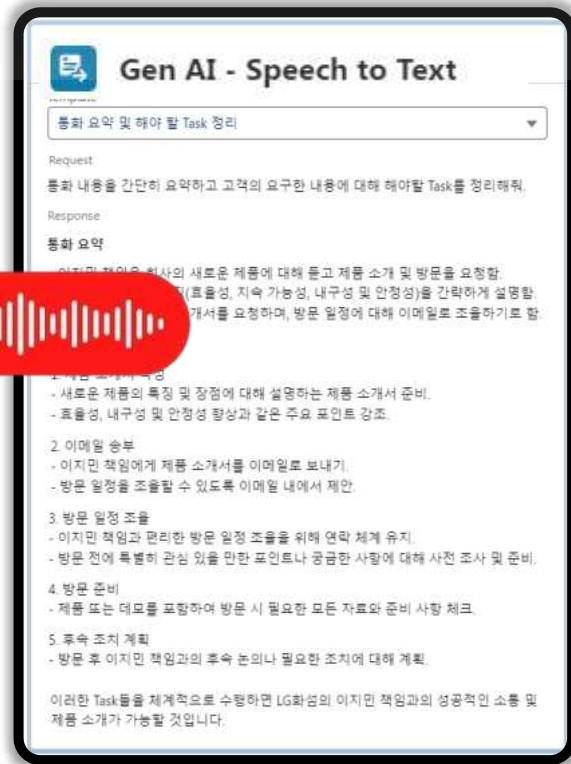 Gen AI - Speech to Text
통화 요약 및 해야 할 Task 정리
Request
통화 내용을 간단히 요약하고 고객의 요구한 내용에 대해 해야할 Task를 정리해줘.
Response
통화 요약
회사의 새로운 제품에 대해 듣고 제품 소개 및 방문을 요청함.
(효율성, 지속 가능성, 내구성 및 안정성)을 간략하게 설명함.
개서를 요청하며, 방문 일정에 대해 이메일로 조율하기로 함.
- 새로운 제품의 특징 및 장점에 대해 설명하는 제품 소개서 준비.
- 효율성, 내구성 및 안정성 향상과 같은 주요 포인트 강조.
2. 이메일 송부
- 이지민 책임에게 제품 소개서를 이메일로 보내기.
- 방문 일정을 조율할 수 있도록 이메일 내에서 제안.
3. 방문 일정 조율
- 이지민 책임과 편리한 방문 일정 조율을 위해 연락 체계 유지.
- 방문 전에 특별히 관심 있을 만한 포인트나 궁금한 사항에 대해 사전 조사 및 준비.
4. 방문 준비
- 제품 또는 데모를 포함하여 방문 시 필요한 모든 자료와 준비 사항 체크.
5. 후속 조치 계획
- 방문 후 이지민 책임과의 후속 논의나 필요한 조치에 대해 계획.
이러한 Task들을 체계적으로 수행하면 LG화섬의 이지민 책임과의 성공적인 소통 및
제품 소개가 가능할 것입니다.